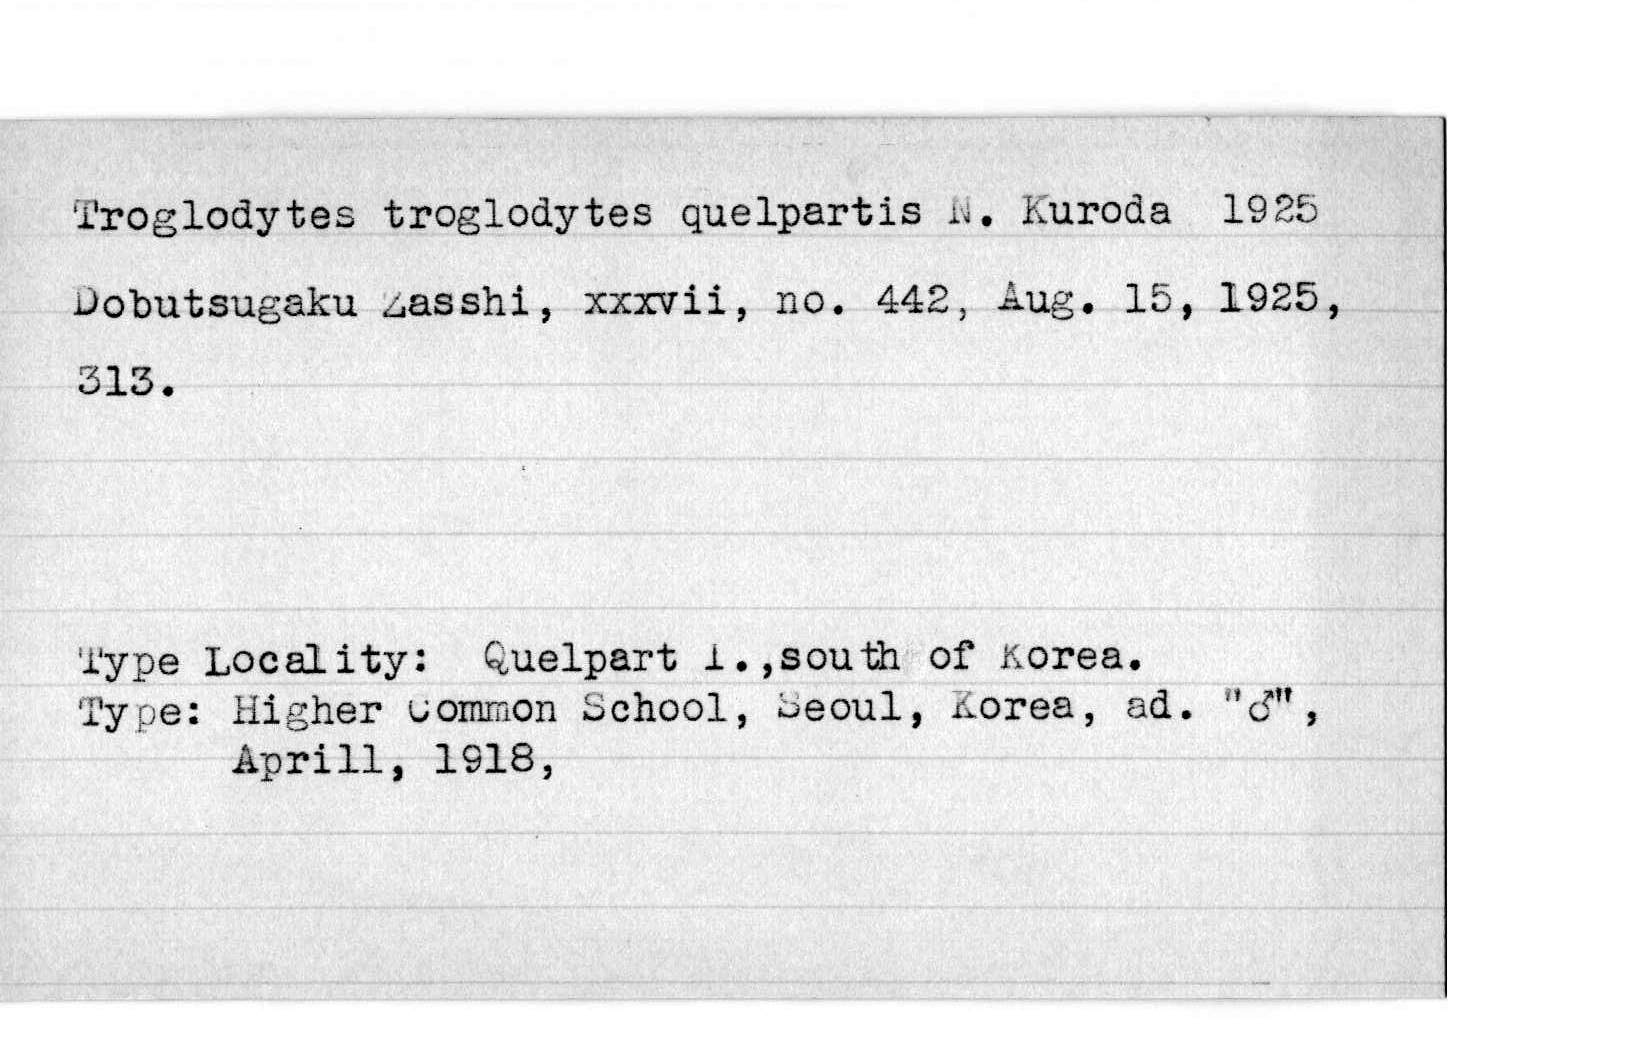 Troglodytes troglodytes quelpartis N. Kuroda 1925
Dobutsugaku Zasshi, xxxvii, no. 442, Aug. 15, 1925,
313.
Type Locality: Quelpart I.,south of Korea.
Type: Higher Common School, Seoul, Korea, ad. "♂",
Aprill, 1918,